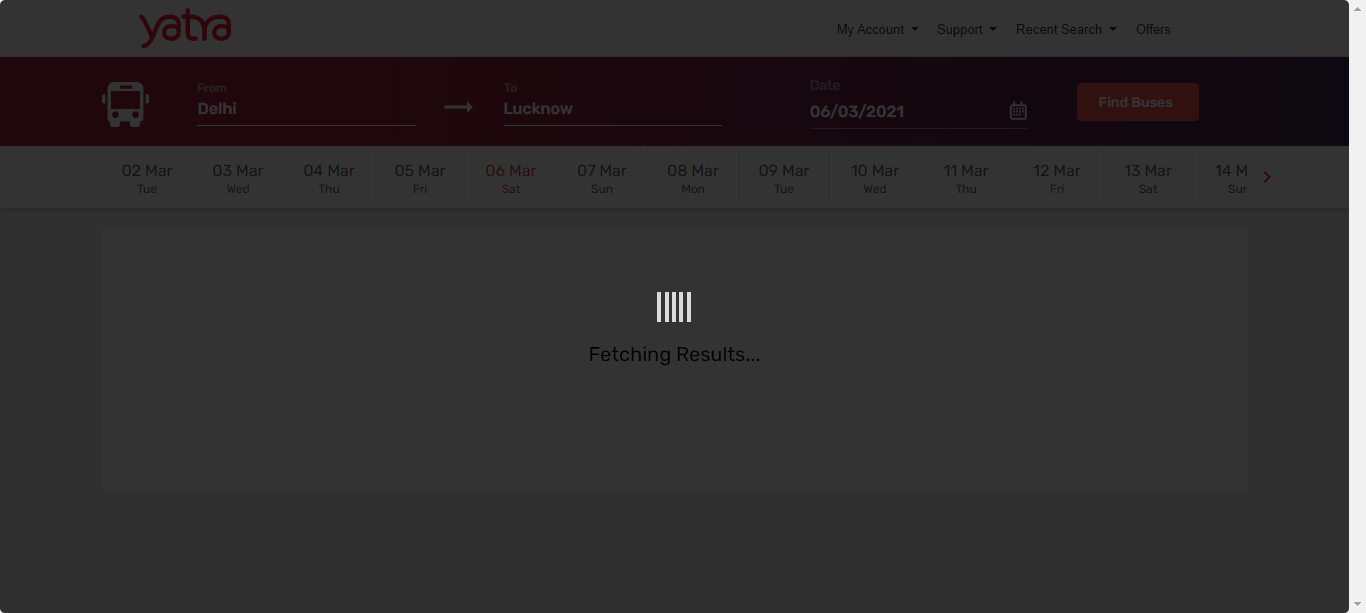 yatra
My Account Support Recent Search Offers
From To Date
Delhi Lucknow 06/03/2021 Find Buses
02 Mar 03 Mar 04 Mar 05 Mar 06 Mar 07 Mar 08 Mar 09 Mar 10 Mar 11 Mar 12 Mar 13 Mar 14 M
Tue Wed Thu Fri Sat Sun Mon Tue Wed Thu Fri Sat Sur
Fetching Results...